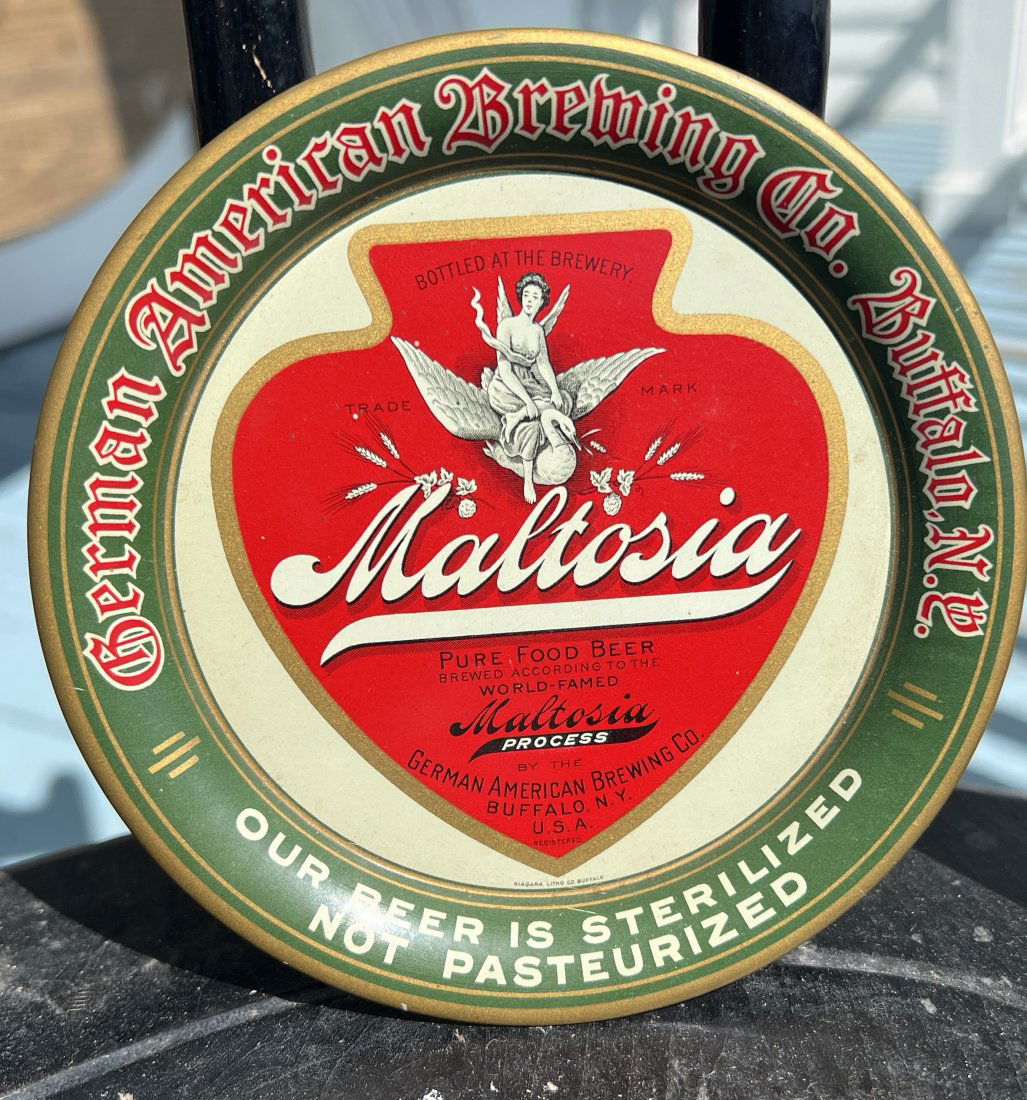 German American Brewing Co. Buffalo, N.Y.
BOTTLED AT THE BREWERY.
TRADE MARK
Maltosia
PURE FOOD BEER
BREWED ACCORDING TO THE
WORLD-FAMED
Maltosia
PROCESS
BY THE
GERMAN AMERICAN BREWING CO.
BUFFALO, N.Y.
U.S.A.
REGISTERED
NIAGARA LITHO CO BUFFALO
OUR BEER IS STERILIZED
NOT PASTEURIZED